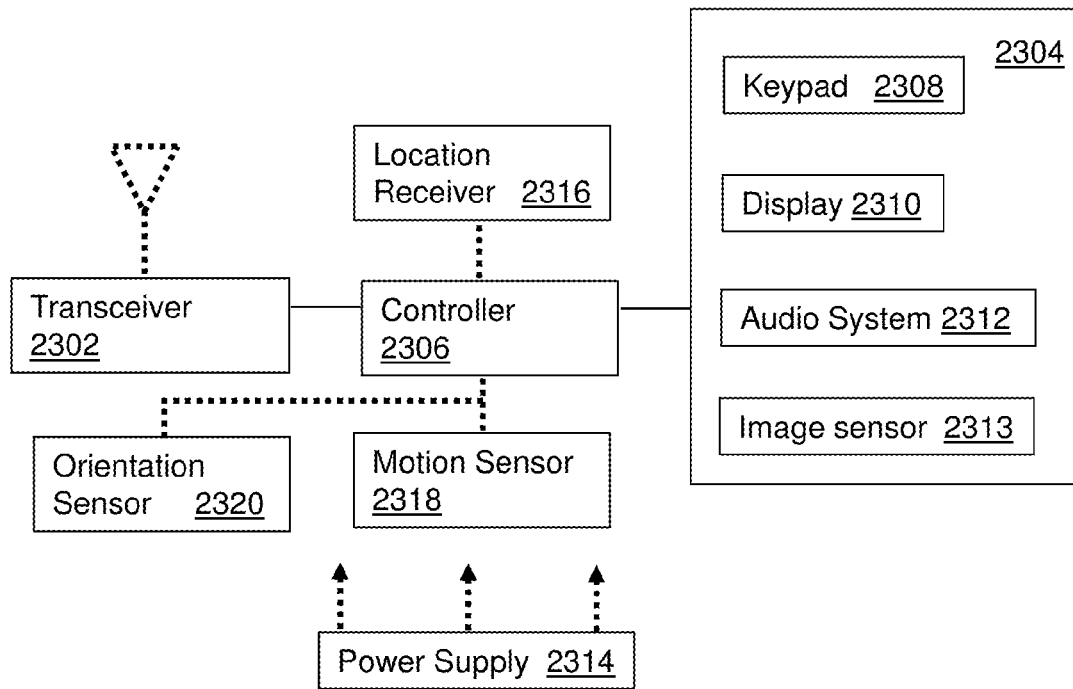 2304
Keypad 2308
Location
Receiver 2316
Display 2310
Transceiver
2302
Controller
2306
Audio System 2312
Image sensor 2313
Orientation
Sensor 2320
Motion Sensor
2318
Power Supply 2314